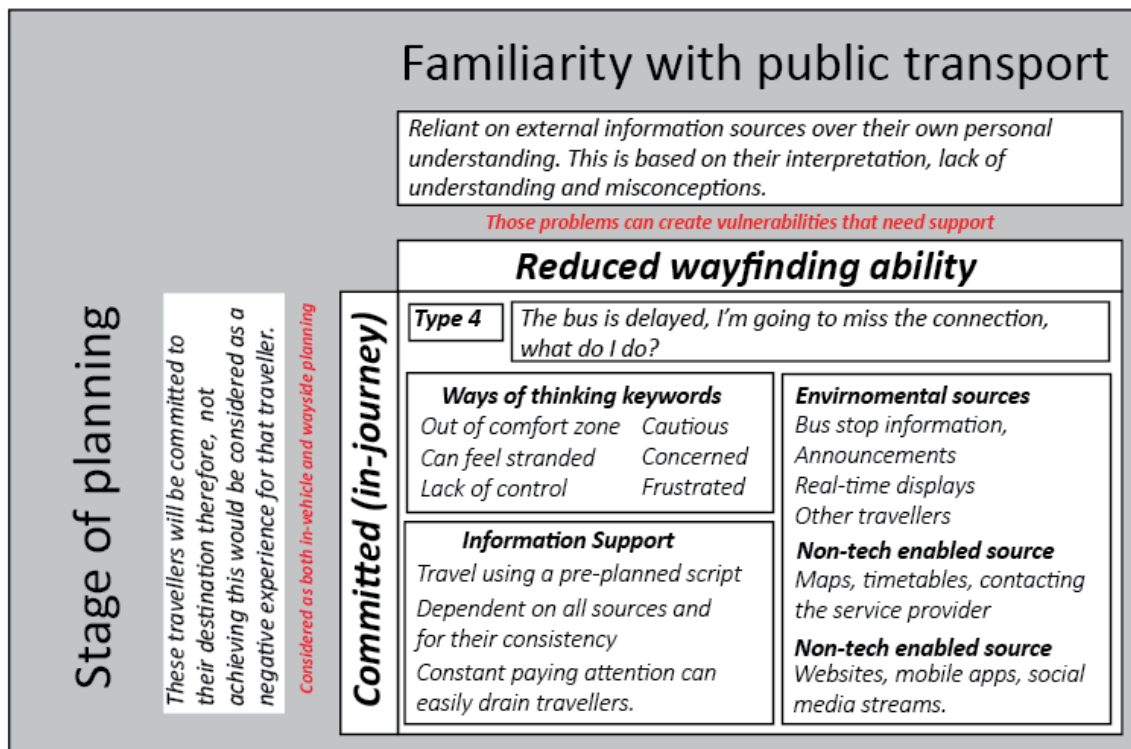 Familiarity with public transport
Reliant on external information sources over their own personal
understanding. This is based on their interpretation, lack of
understanding and misconceptions.
Those problems can create vulnerabilities that need support
Reduced wayfinding ability
Stage of planning
These travellers will be committed to
their destination therefore, not
achieving this would be considered as a
negative experience for that traveller.
Considered as both in-vehicle and wayside planning
Committed (in-journey)
Type 4
The bus is delayed, I'm going to miss the connection,
what do I do?
Ways of thinking keywords
Out of comfort zone
Can feel stranded
Lack of control
Cautious
Concerned
Frustrated
Information Support
Travel using a pre-planned script
Dependent on all sources and
for their consistency
Constant paying attention can
easily drain travellers.
Envirnomental sources
Bus stop information,
Announcements
Real-time displays
Other travellers
Non-tech enabled source
Maps, timetables, contacting
the service provider
Non-tech enabled source
Websites, mobile apps, social
media streams.